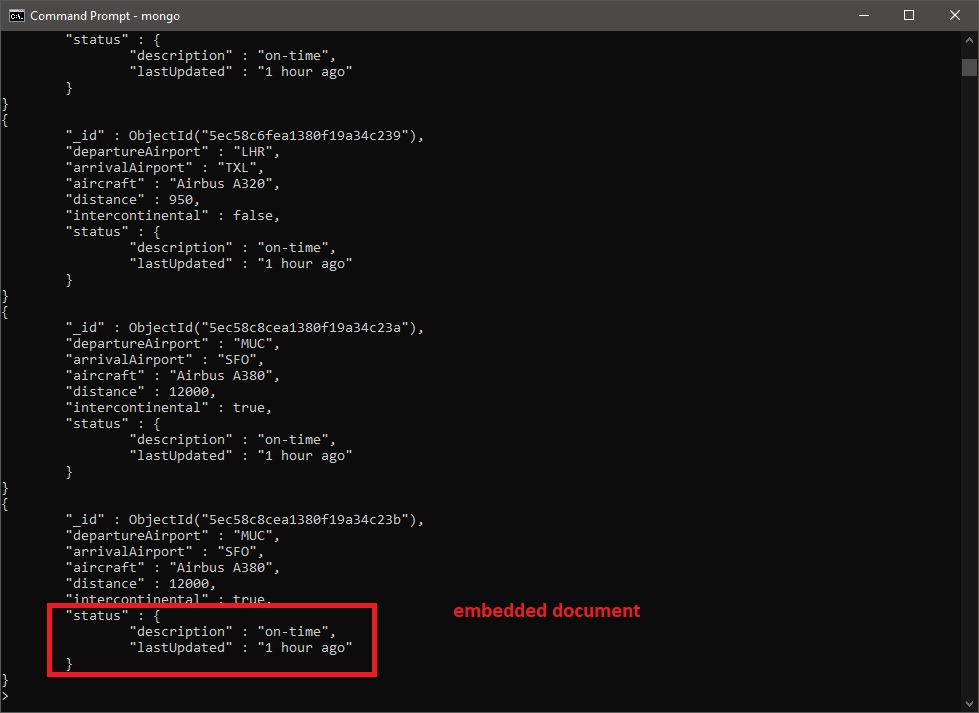 Command Prompt - mongo
"status" : {
"description" : "on-time",
"lastUpdated" : "1 hour ago"
}
}
{
"_id" : ObjectId("5ec58c6fea1380f19a34c239"),
"departureAirport" : "LHR",
"arrivalAirport" : "TXL",
"aircraft" : "Airbus A320",
"distance" : 950,
"intercontinental" : false,
"status" : {
"description" : "on-time",
"lastUpdated" : "1 hour ago"
}
}
{
"_id" : ObjectId("5ec58c8cea1380f19a34c23a"),
"departureAirport" : "MUC",
"arrivalAirport" : "SFO",
"aircraft" : "Airbus A380",
"distance" : 12000,
"intercontinental" : true,
"status" : {
"description" : "on-time",
"lastUpdated" : "1 hour ago"
}
}
{
"_id" : ObjectId("5ec58c8cea1380f19a34c23b"),
"departureAirport" : "MUC",
"arrivalAirport" : "SFO",
"aircraft" : "Airbus A380",
"distance" : 12000,
"intercontinental" : true,
"status" : {
embedded document
"description" : "on-time",
"lastUpdated" : "1 hour ago"
}
}
>